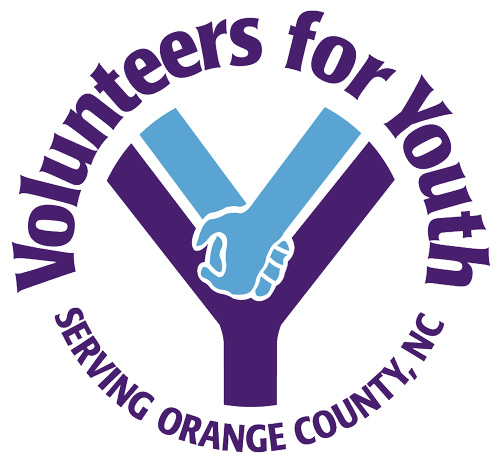 Volunteers for Youth
SERVING ORANGE COUNTY, NC